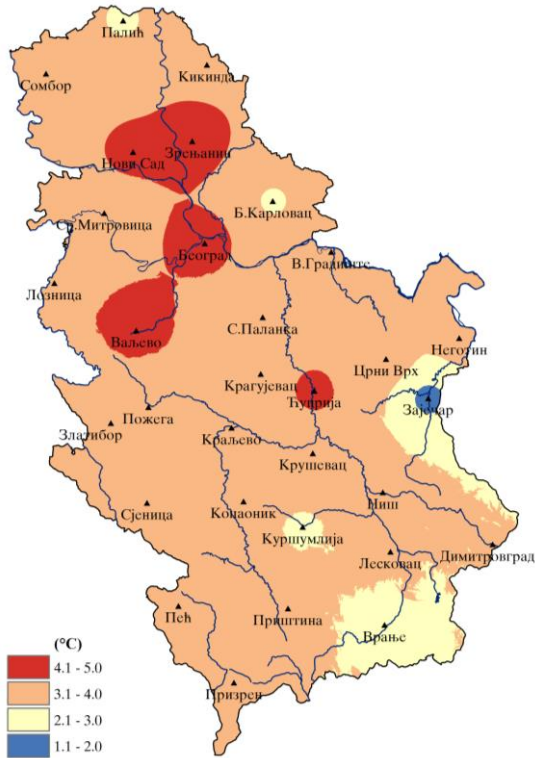 Палић
Кикинда
Сомбор
Зрењанин
Нови Сад
Б.Карловац
Ср.Митровица
Београд
В.Градиште
Лозница
С.Паланка
Ваљево
Неготин
Црни Врх
Крагујевац
Ћуприја
Зајечар
Пожега
Златибор
Краљево
Крушевац
Ниш
Сјеница
Копаоник
Куршумлија
Димитровград
Лесковац
Пећ
Приштина
Врање
(°C)
4.1 - 5.0
3.1 - 4.0
Призрен
2.1 - 3.0
1.1 - 2.0